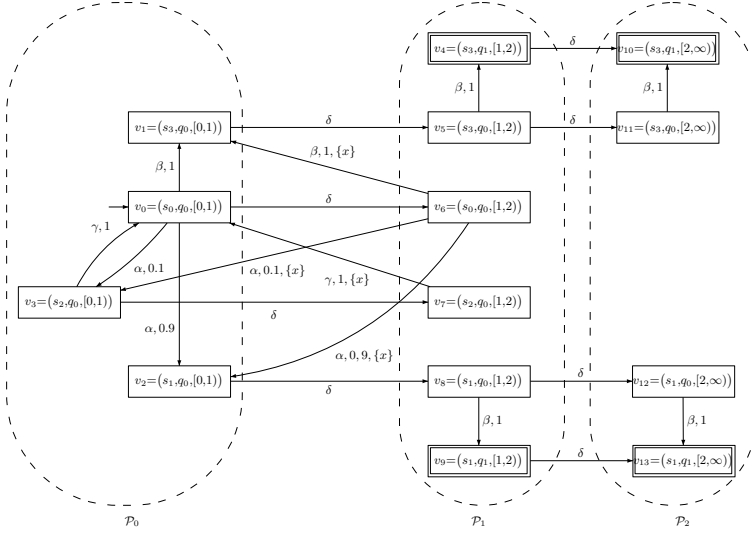 v₄=(s₃,q₁,[1,2)) δ v₁₀=(s₃,q₁,[2,∞))
β, 1 β, 1
v₁=(s₃,q₀,[0,1)) δ v₅=(s₃,q₀,[1,2)) δ v₁₁=(s₃,q₀,[2,∞))
β, 1, {x}
β, 1
v₀=(s₀,q₀,[0,1)) δ v₆=(s₀,q₀,[1,2))
γ, 1
α, 0.1 α, 0.1, {x} γ, 1, {x}
v₃=(s₂,q₀,[0,1)) δ v₇=(s₂,q₀,[1,2))
α, 0.9 α, 0, 9, {x}
v₂=(s₁,q₀,[0,1)) δ v₈=(s₁,q₀,[1,2)) δ v₁₂=(s₁,q₀,[2,∞))
β, 1 β, 1
v₉=(s₁,q₁,[1,2)) δ v₁₃=(s₁,q₁,[2,∞))
𝒫₀ 𝒫₁ 𝒫₂